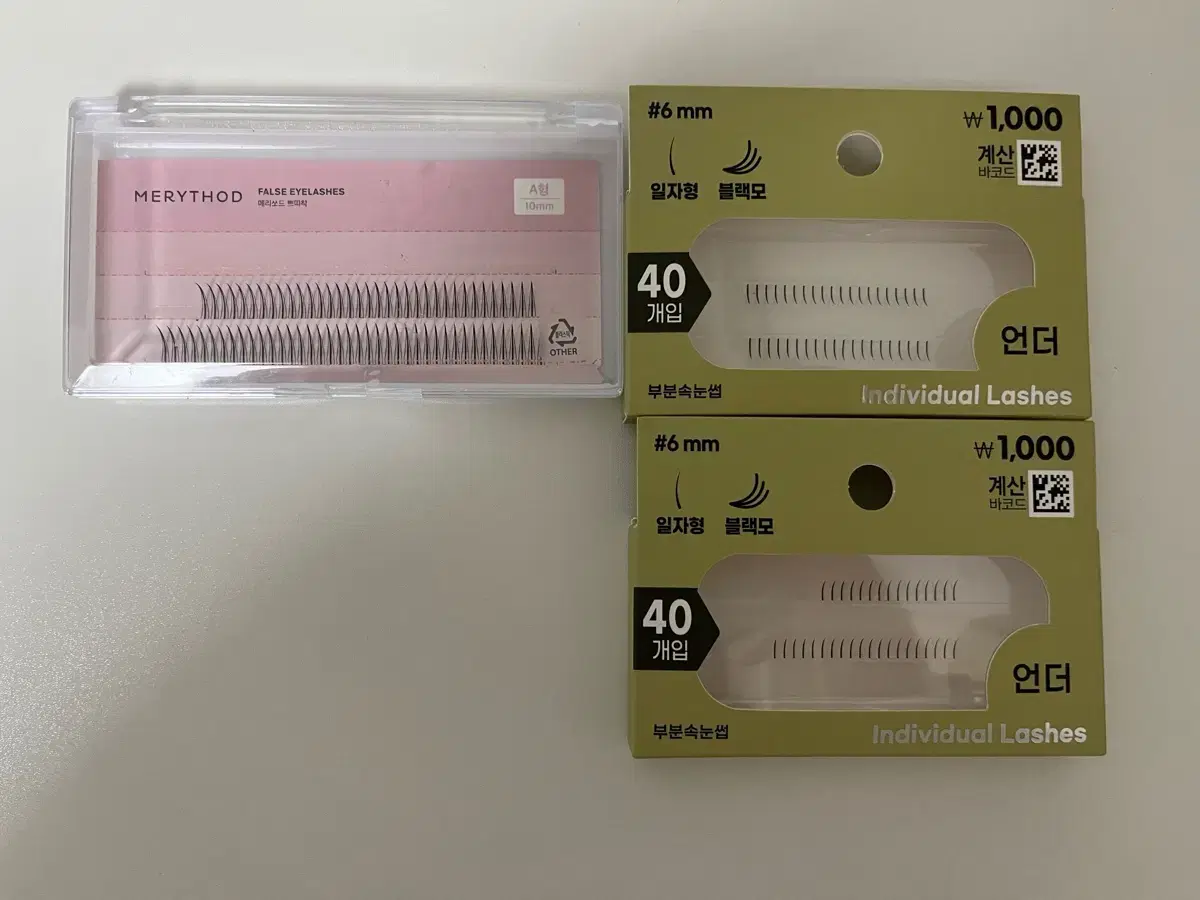 MERYTHOD
FALSE EYELASHES
메리쏘드 쁘띠락
A형
10mm
OTHER
#6 mm
₩1,000
계산
바코드
일자형
블랙모
40
개입
언더
부분속눈썹
Individual Lashes
#6 mm
₩1,000
계산
바코드
일자형
블랙모
40
개입
언더
부분속눈썹
Individual Lashes